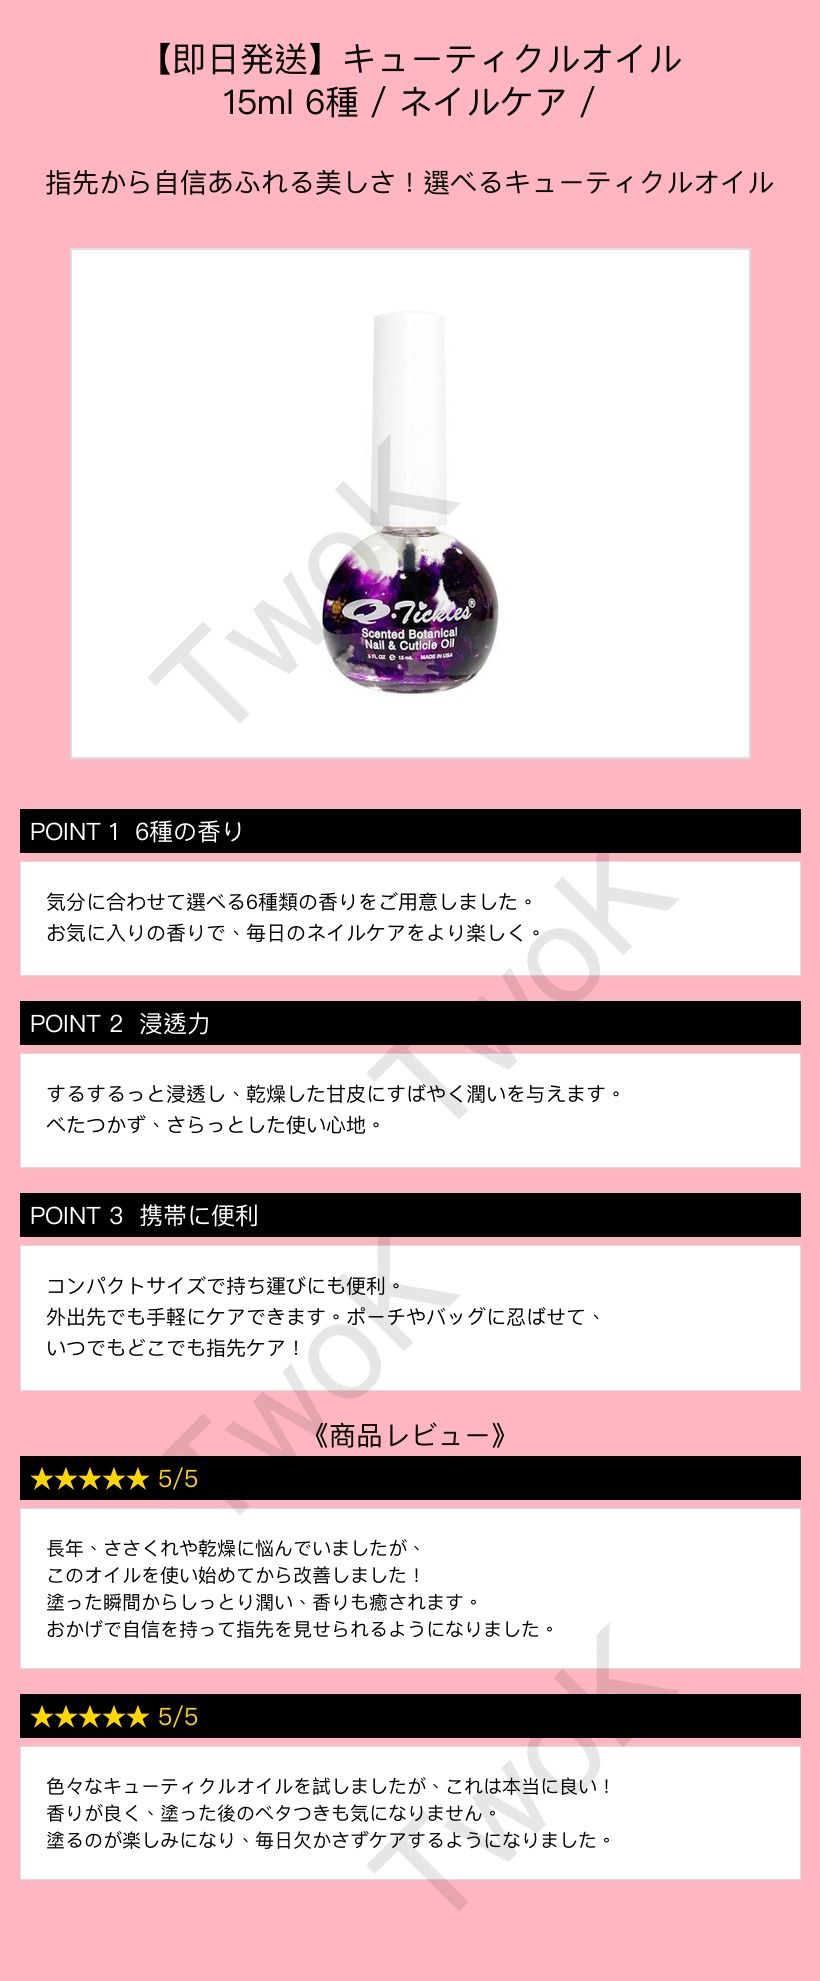 【即日発送】キューティクルオイル
15ml 6種 / ネイルケア /
指先から自信あふれる美しさ！選べるキューティクルオイル
Q・Tickles®
Scented Botanical
Nail & Cuticle Oil
.5 FL OZ ℮ 15 mL MADE IN USA
TwoK
POINT 1 6種の香り
気分に合わせて選べる6種類の香りをご用意しました。
お気に入りの香りで、毎日のネイルケアをより楽しく。
TwoK
POINT 2 浸透力
するするっと浸透し、乾燥した甘皮にすばやく潤いを与えます。
べたつかず、さらっとした使い心地。
POINT 3 携帯に便利
コンパクトサイズで持ち運びにも便利。
外出先でも手軽にケアできます。ポーチやバッグに忍ばせて、
いつでもどこでも指先ケア！
TwoK
《商品レビュー》
★★★★★ 5/5
長年、ささくれや乾燥に悩んでいましたが、
このオイルを使い始めてから改善しました！
塗った瞬間からしっとり潤い、香りも癒されます。
おかげで自信を持って指先を見せられるようになりました。
★★★★★ 5/5
色々なキューティクルオイルを試しましたが、これは本当に良い！
香りが良く、塗った後のベタつきも気になりません。
塗るのが楽しみになり、毎日欠かさずケアするようになりました。
TwoK